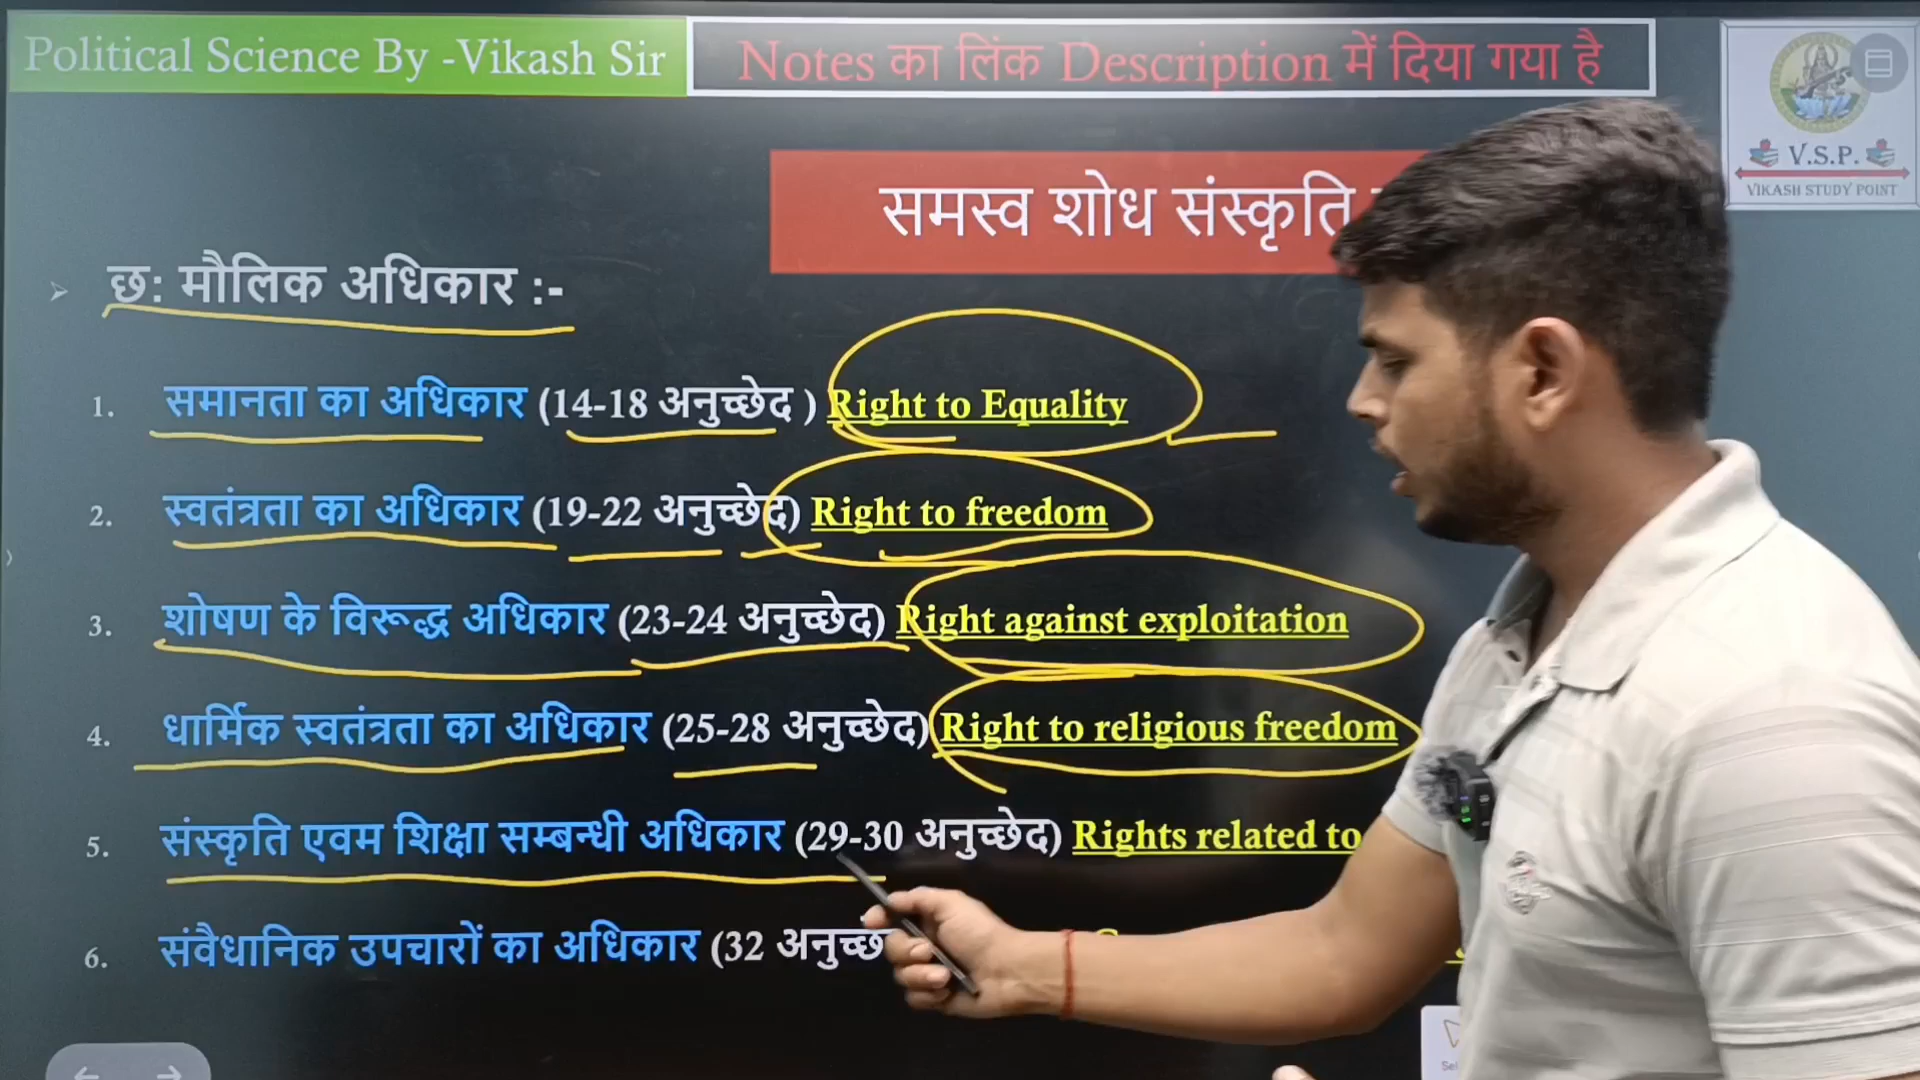 Political Science By -Vikash Sir
Notes का लिंक Description में दिया गया है
V.S.P.
VIKASH STUDY POINT
समस्व शोध संस्कृति
छ: मौलिक अधिकार :-
1. समानता का अधिकार (14-18 अनुच्छेद ) Right to Equality
2. स्वतंत्रता का अधिकार (19-22 अनुच्छेद) Right to freedom
3. शोषण के विरूद्ध अधिकार (23-24 अनुच्छेद) Right against exploitation
4. धार्मिक स्वतंत्रता का अधिकार (25-28 अनुच्छेद) Right to religious freedom
5. संस्कृति एवम शिक्षा सम्बन्धी अधिकार (29-30 अनुच्छेद) Rights related to
6. संवैधानिक उपचारों का अधिकार (32